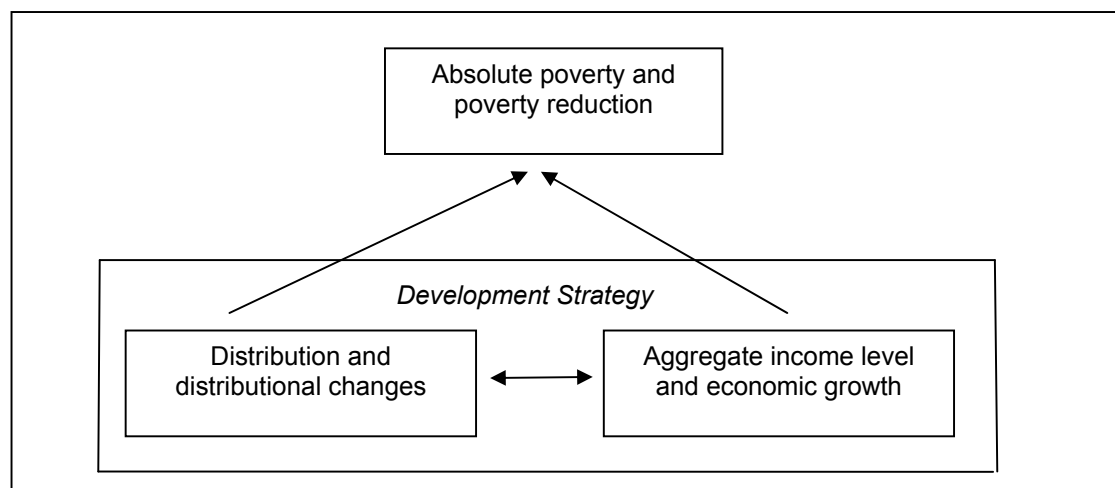 Absolute poverty and
poverty reduction
Development Strategy
Distribution and
distributional changes
Aggregate income level
and economic growth